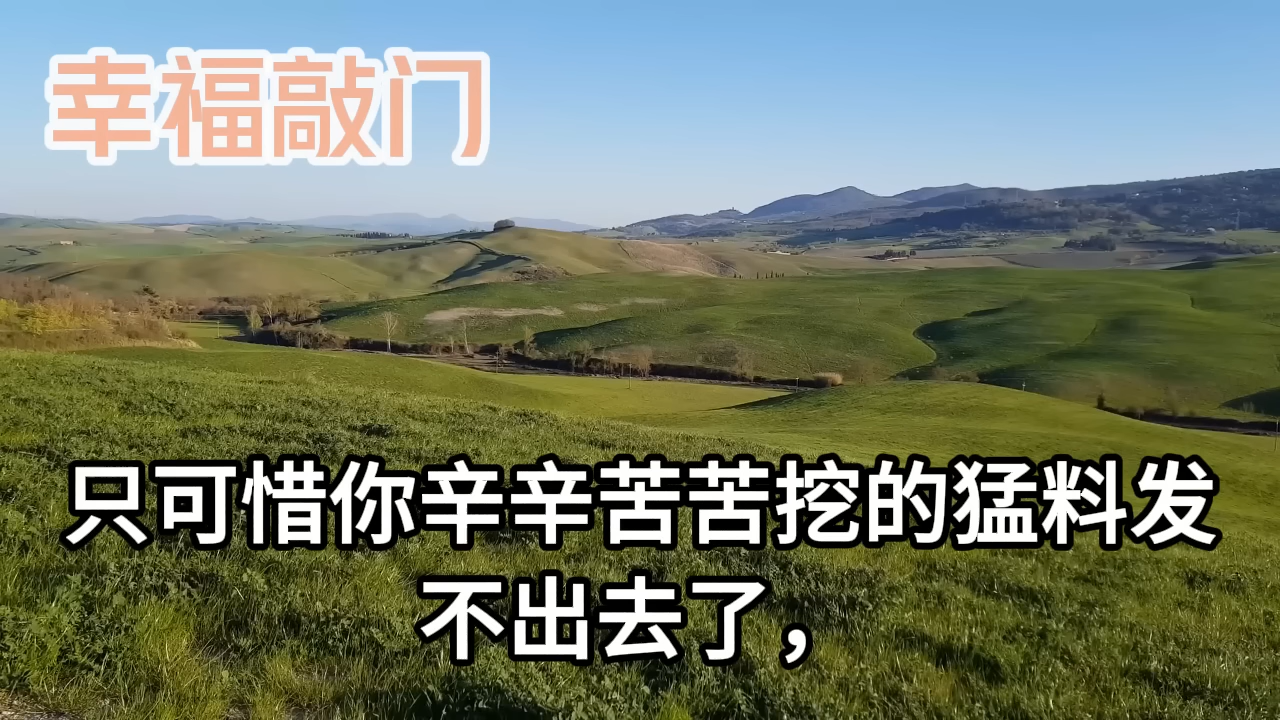 幸福敲门
只可惜你辛辛苦苦挖的猛料发
不出去了，